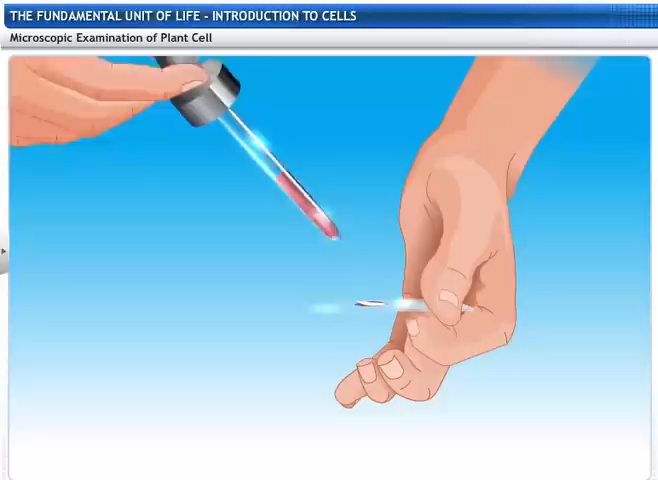 THE FUNDAMENTAL UNIT OF LIFE - INTRODUCTION TO CELLS
Microscopic Examination of Plant Cell